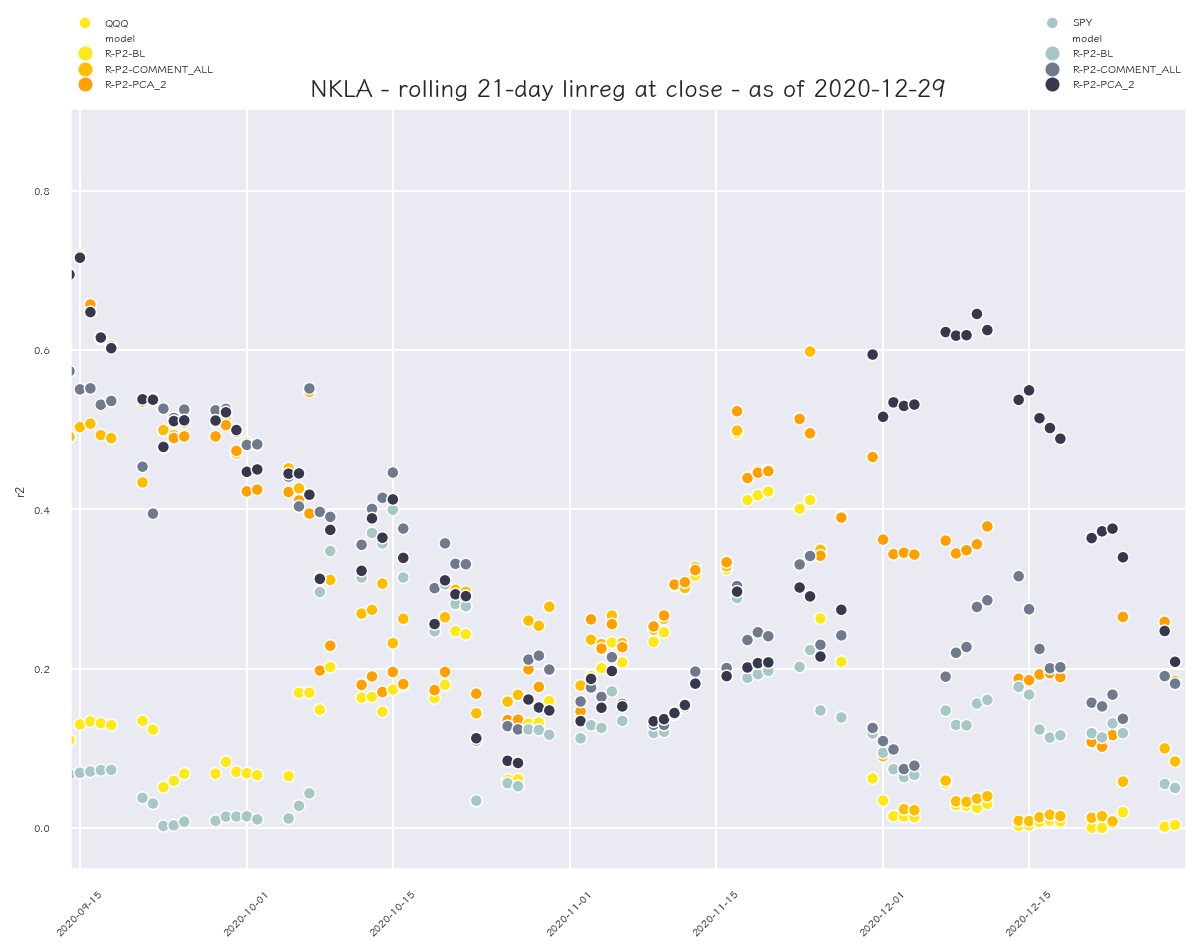 QQQ
model
R-P2-BL
R-P2-COMMENT_ALL
R-P2-PCA_2
SPY
model
R-P2-BL
R-P2-COMMENT_ALL
R-P2-PCA_2
NKLA - rolling 21-day linreg at close - as of 2020-12-29
0.8
0.6
0.4
0.2
0.0
r2
2020-09-15
2020-10-01
2020-10-15
2020-11-01
2020-11-15
2020-12-01
2020-12-15